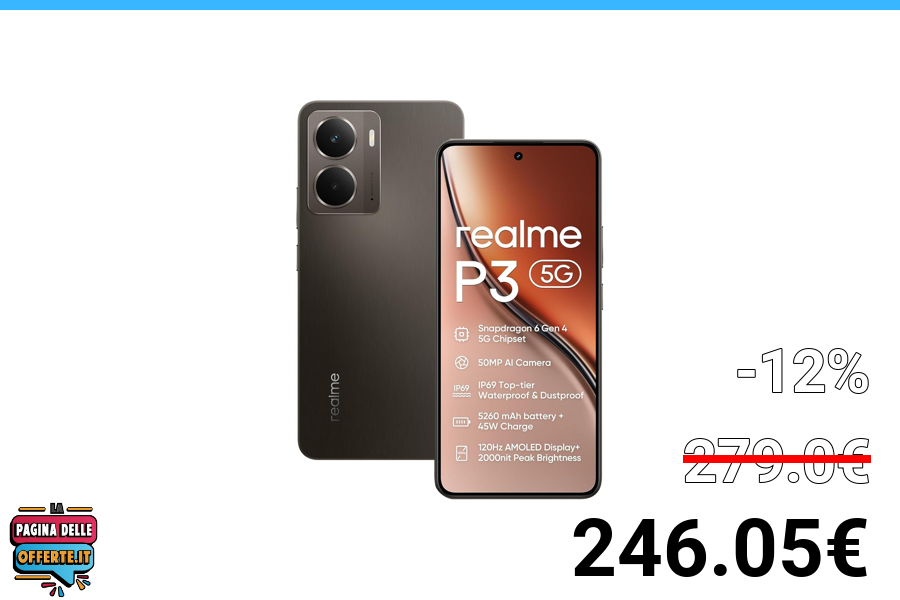 realme
P3 5G
Snapdragon 6 Gen 4
5G Chipset
50MP AI Camera
IP69
IP69 Top-tier
Waterproof & Dustproof
5260 mAh battery +
45W Charge
120Hz AMOLED Display+
2000nit Peak Brightness
realme
-12%
279.0€
246.05€
LA
PAGINA DELLE
OFFERTE.IT